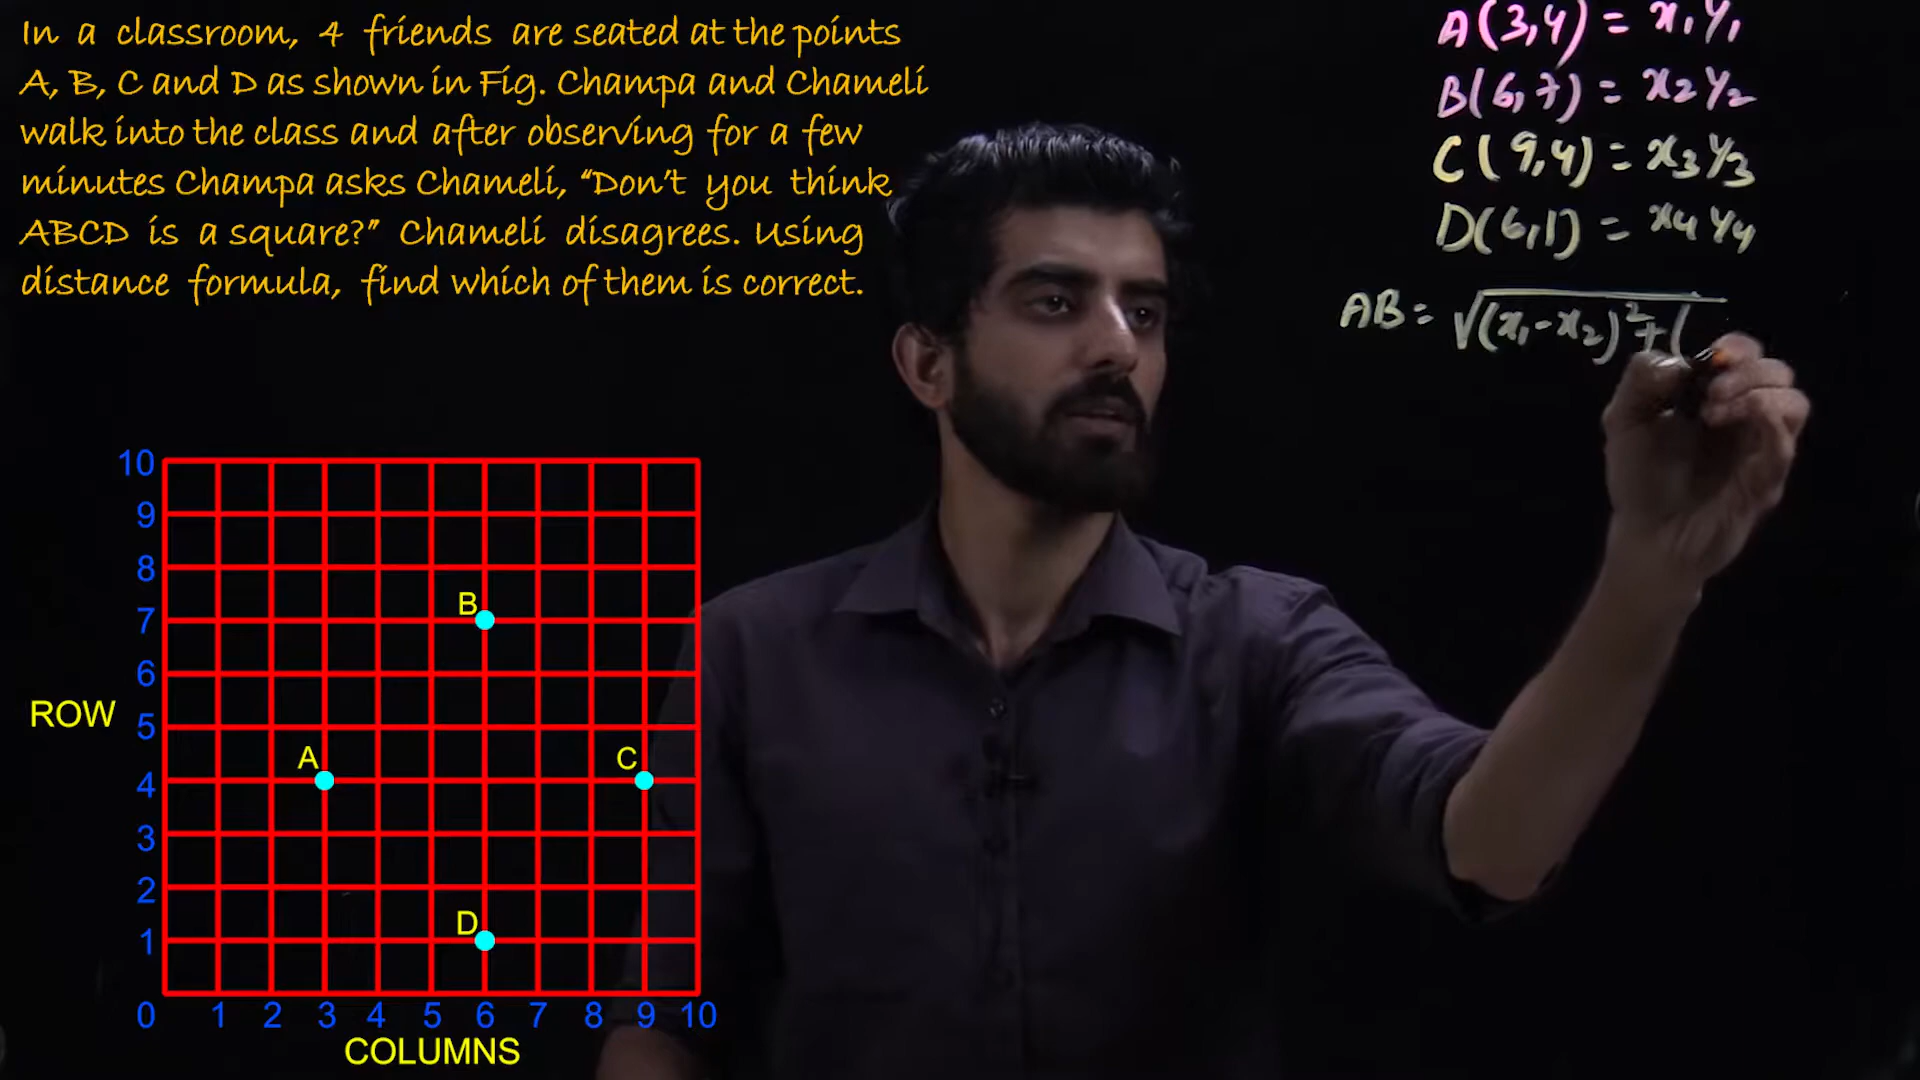 In a classroom, 4 friends are seated at the points
A, B, C and D as shown in Fig. Champa and Chameli
walk into the class and after observing for a few
minutes Champa asks Chameli, “Don’t you think
ABCD is a square?” Chameli disagrees. Using
distance formula, find which of them is correct.
A(3,4) = x₁y₁
B(6,7) = x₂y₂
C(9,4) = x₃y₃
D(6,1) = x₄y₄
AB = √(x₁-x₂)²+(
10
9
8
B
7
6
ROW
5
A C
4
3
2
D
1
0 1 2 3 4 5 6 7 8 9 10
COLUMNS